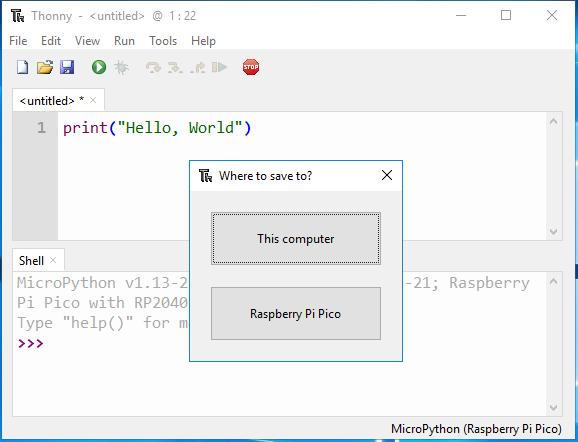 Thonny - <untitled> @ 1:22
File Edit View Run Tools Help
STOP
<untitled> *
1 print("Hello, World")
Where to save to?
This computer
Raspberry Pi Pico
Shell
MicroPython v1.13-2 -21; Raspberry
Pi Pico with RP2040
Type "help()" for m
>>>
MicroPython (Raspberry Pi Pico)